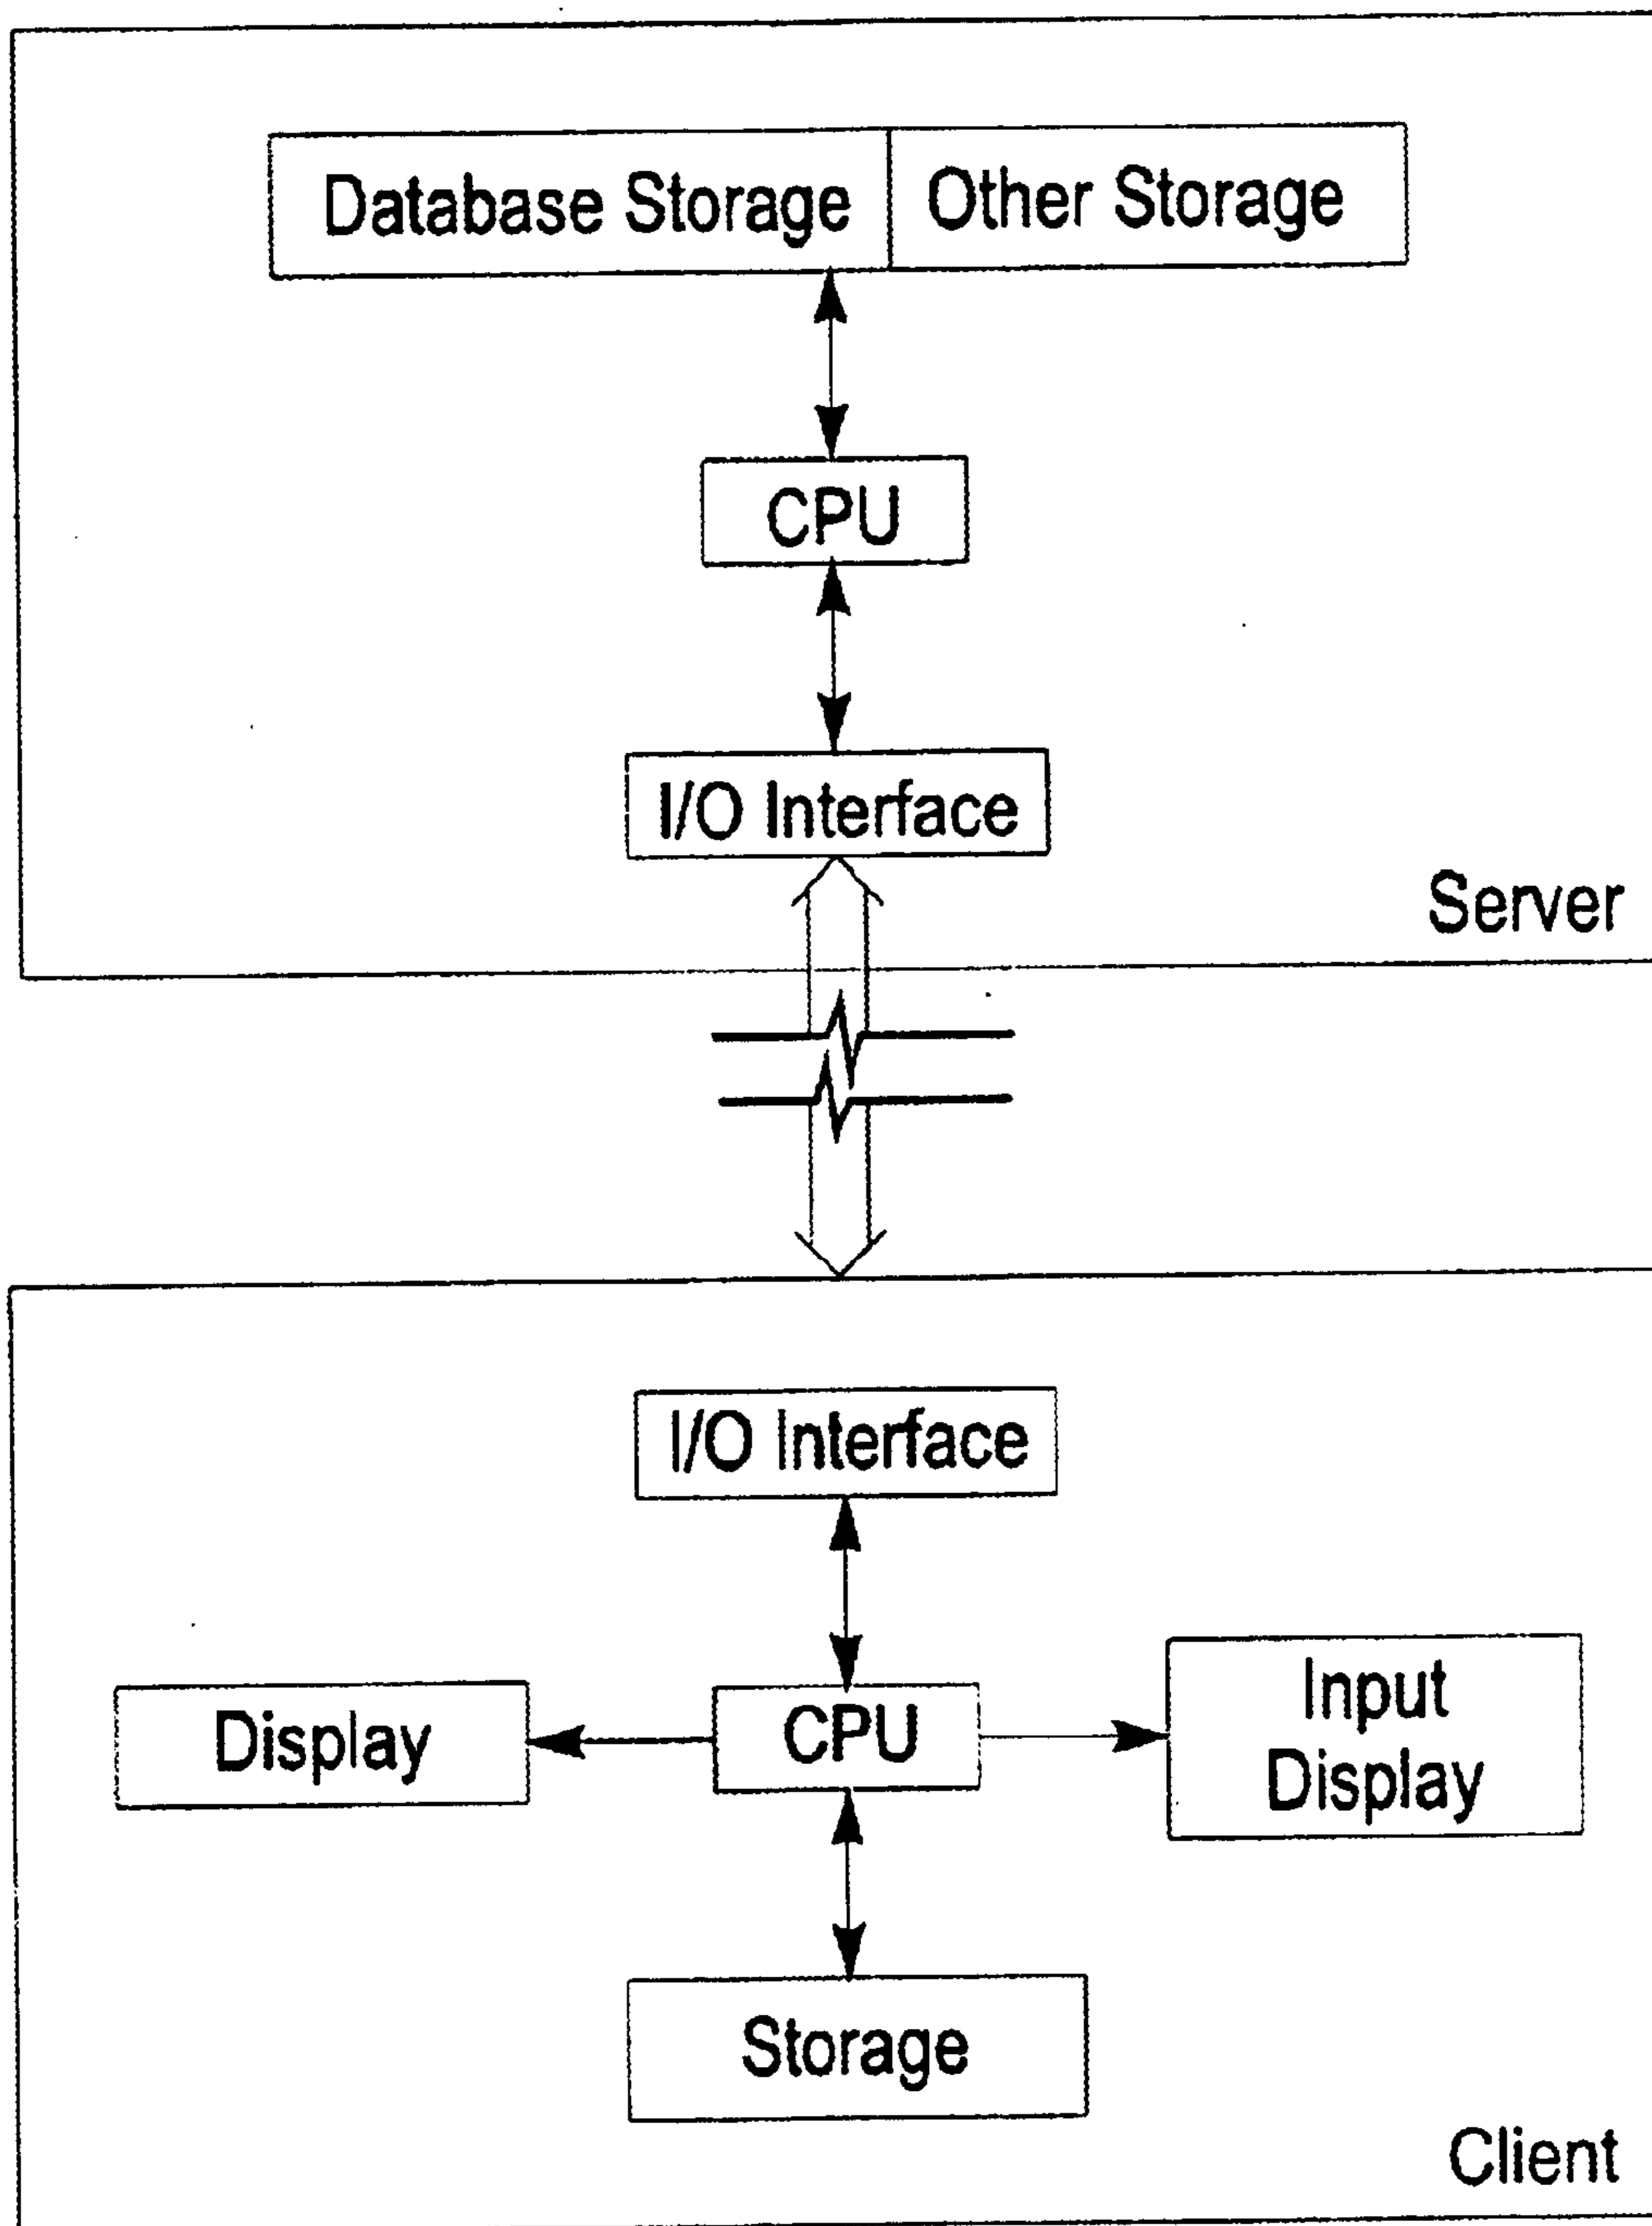 Database Storage
Other Storage
CPU
I/O Interface
Server
I/O Interface
Display
CPU
Input
Display
Storage
Client